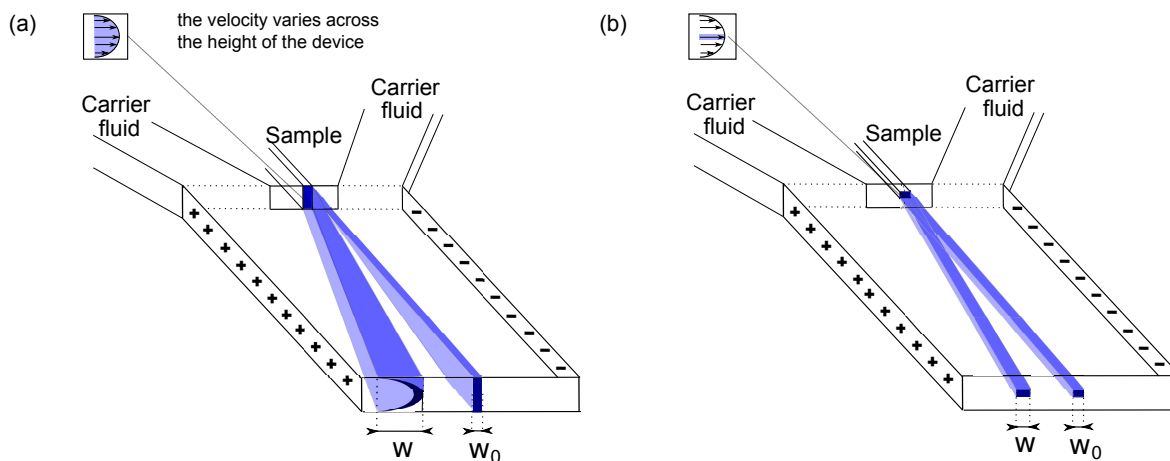 (a)
the velocity varies across
the height of the device
Carrier
fluid
Sample
Carrier
fluid
+ + + + + + + + + + + +
− − − − − − − − − − −
w
w₀
(b)
Carrier
fluid
Sample
Carrier
fluid
+ + + + + + + + + + + + +
− − − − − − − − − − −
w
w₀